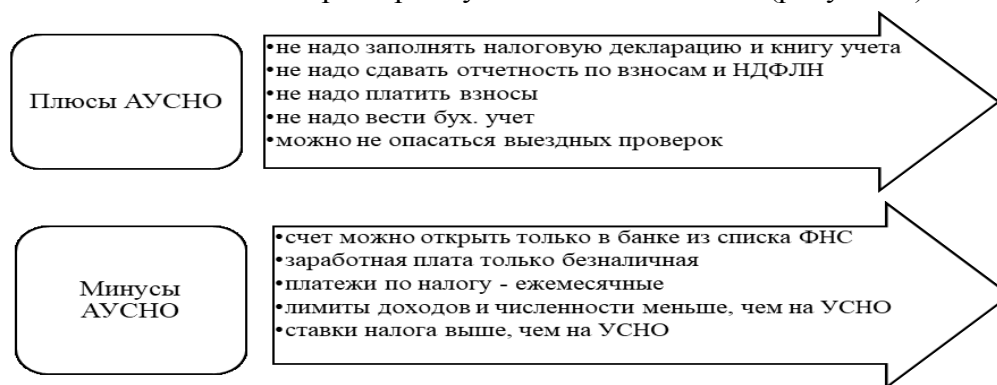 Плюсы АУСНО
•не надо заполнять налоговую декларацию и книгу учета
•не надо сдавать отчетность по взносам и НДФЛН
•не надо платить взносы
•не надо вести бух. учет
•можно не опасаться выездных проверок
Минусы
АУСНО
•счет можно открыть только в банке из списка ФНС
•заработная плата только безналичная
•платежи по налогу - ежемесячные
•лимиты доходов и численности меньше, чем на УСНО
•ставки налога выше, чем на УСНО